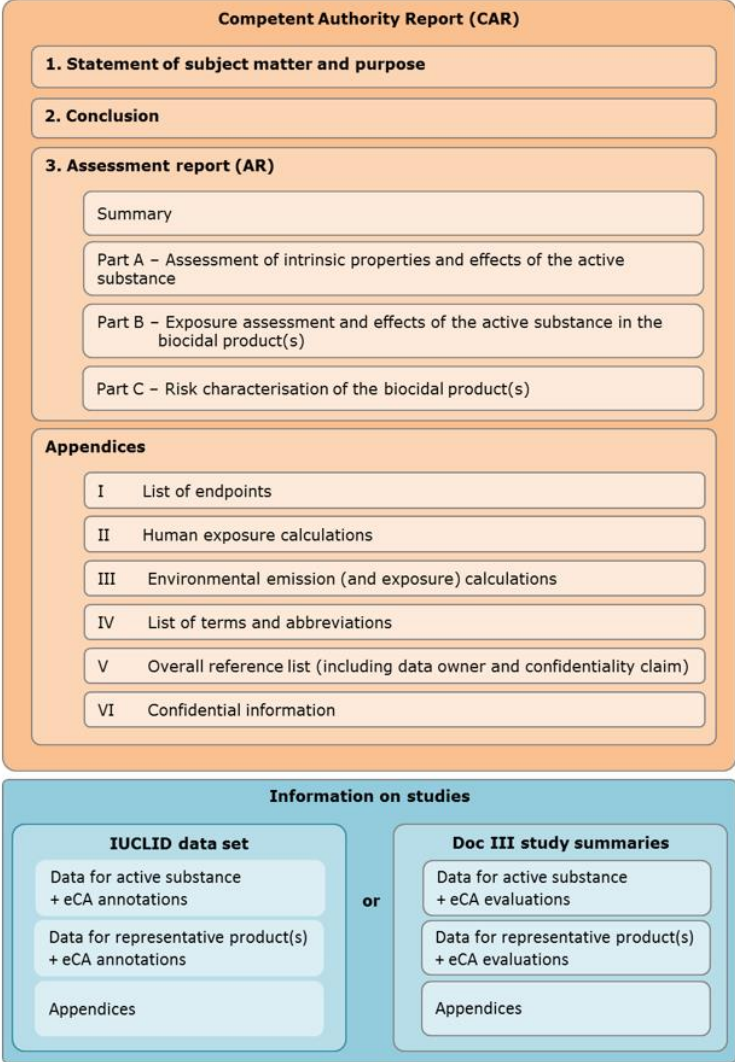 Competent Authority Report (CAR)
1. Statement of subject matter and purpose
2. Conclusion
3. Assessment report (AR)
Summary
Part A – Assessment of intrinsic properties and effects of the active
substance
Part B – Exposure assessment and effects of the active substance in the
biocidal product(s)
Part C – Risk characterisation of the biocidal product(s)
Appendices
I List of endpoints
II Human exposure calculations
III Environmental emission (and exposure) calculations
IV List of terms and abbreviations
V Overall reference list (including data owner and confidentiality claim)
VI Confidential information
Information on studies
IUCLID data set
Data for active substance
+ eCA annotations
Data for representative product(s)
+ eCA annotations
Appendices
or
Doc III study summaries
Data for active substance
+ eCA evaluations
Data for representative product(s)
+ eCA evaluations
Appendices